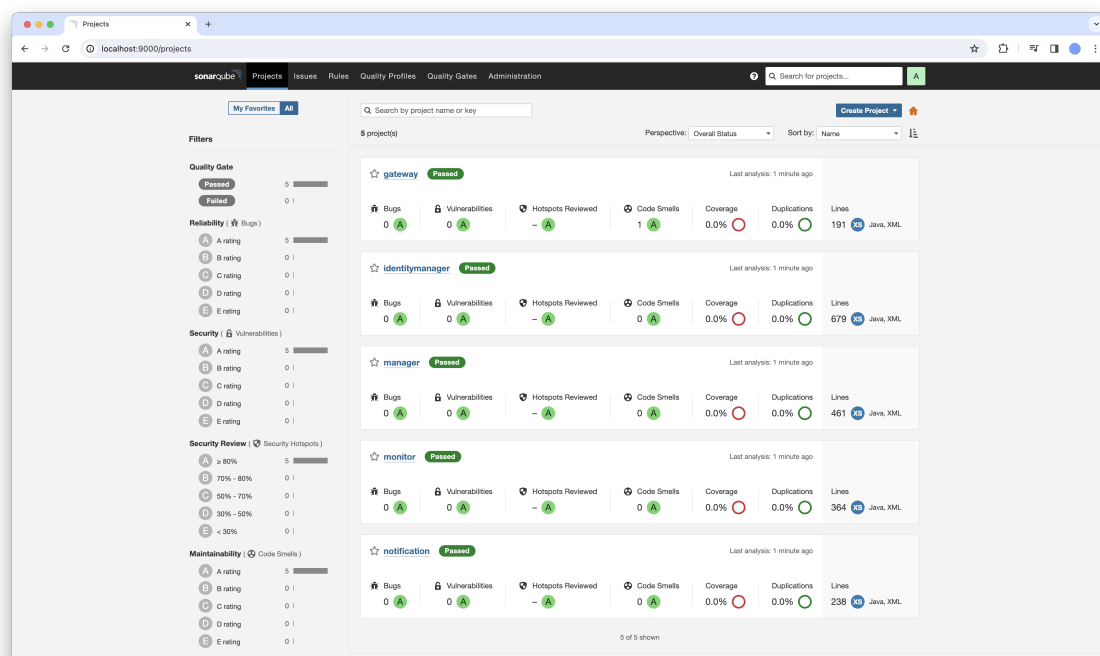 Projects
localhost:9000/projects
sonarqube Projects Issues Rules Quality Profiles Quality Gates Administration Search for projects... A
My Favorites All
Filters
Quality Gate
Passed 5
Failed 0
Reliability ( Bugs )
A A rating 5
B B rating 0
C C rating 0
D D rating 0
E E rating 0
Security ( Vulnerabilities )
A A rating 5
B B rating 0
C C rating 0
D D rating 0
E E rating 0
Security Review ( Security Hotspots )
A ≥ 80% 5
B 70% - 80% 0
C 50% - 70% 0
D 30% - 50% 0
E < 30% 0
Maintainability ( Code Smells )
A A rating 5
B B rating 0
C C rating 0
D D rating 0
E E rating 0
Search by project name or key
Create Project
5 project(s)
Perspective: Overall Status Sort by: Name
gateway Passed Last analysis: 1 minute ago
Bugs Vulnerabilities Hotspots Reviewed Code Smells Coverage Duplications Lines
0 A 0 A – A 1 A 0.0% 0.0% 191 XS Java, XML
identitymanager Passed Last analysis: 1 minute ago
Bugs Vulnerabilities Hotspots Reviewed Code Smells Coverage Duplications Lines
0 A 0 A – A 0 A 0.0% 0.0% 679 XS Java, XML
manager Passed Last analysis: 1 minute ago
Bugs Vulnerabilities Hotspots Reviewed Code Smells Coverage Duplications Lines
0 A 0 A – A 0 A 0.0% 0.0% 461 XS Java, XML
monitor Passed Last analysis: 1 minute ago
Bugs Vulnerabilities Hotspots Reviewed Code Smells Coverage Duplications Lines
0 A 0 A – A 0 A 0.0% 0.0% 364 XS Java, XML
notification Passed Last analysis: 1 minute ago
Bugs Vulnerabilities Hotspots Reviewed Code Smells Coverage Duplications Lines
0 A 0 A – A 0 A 0.0% 0.0% 238 XS Java, XML
5 of 5 shown